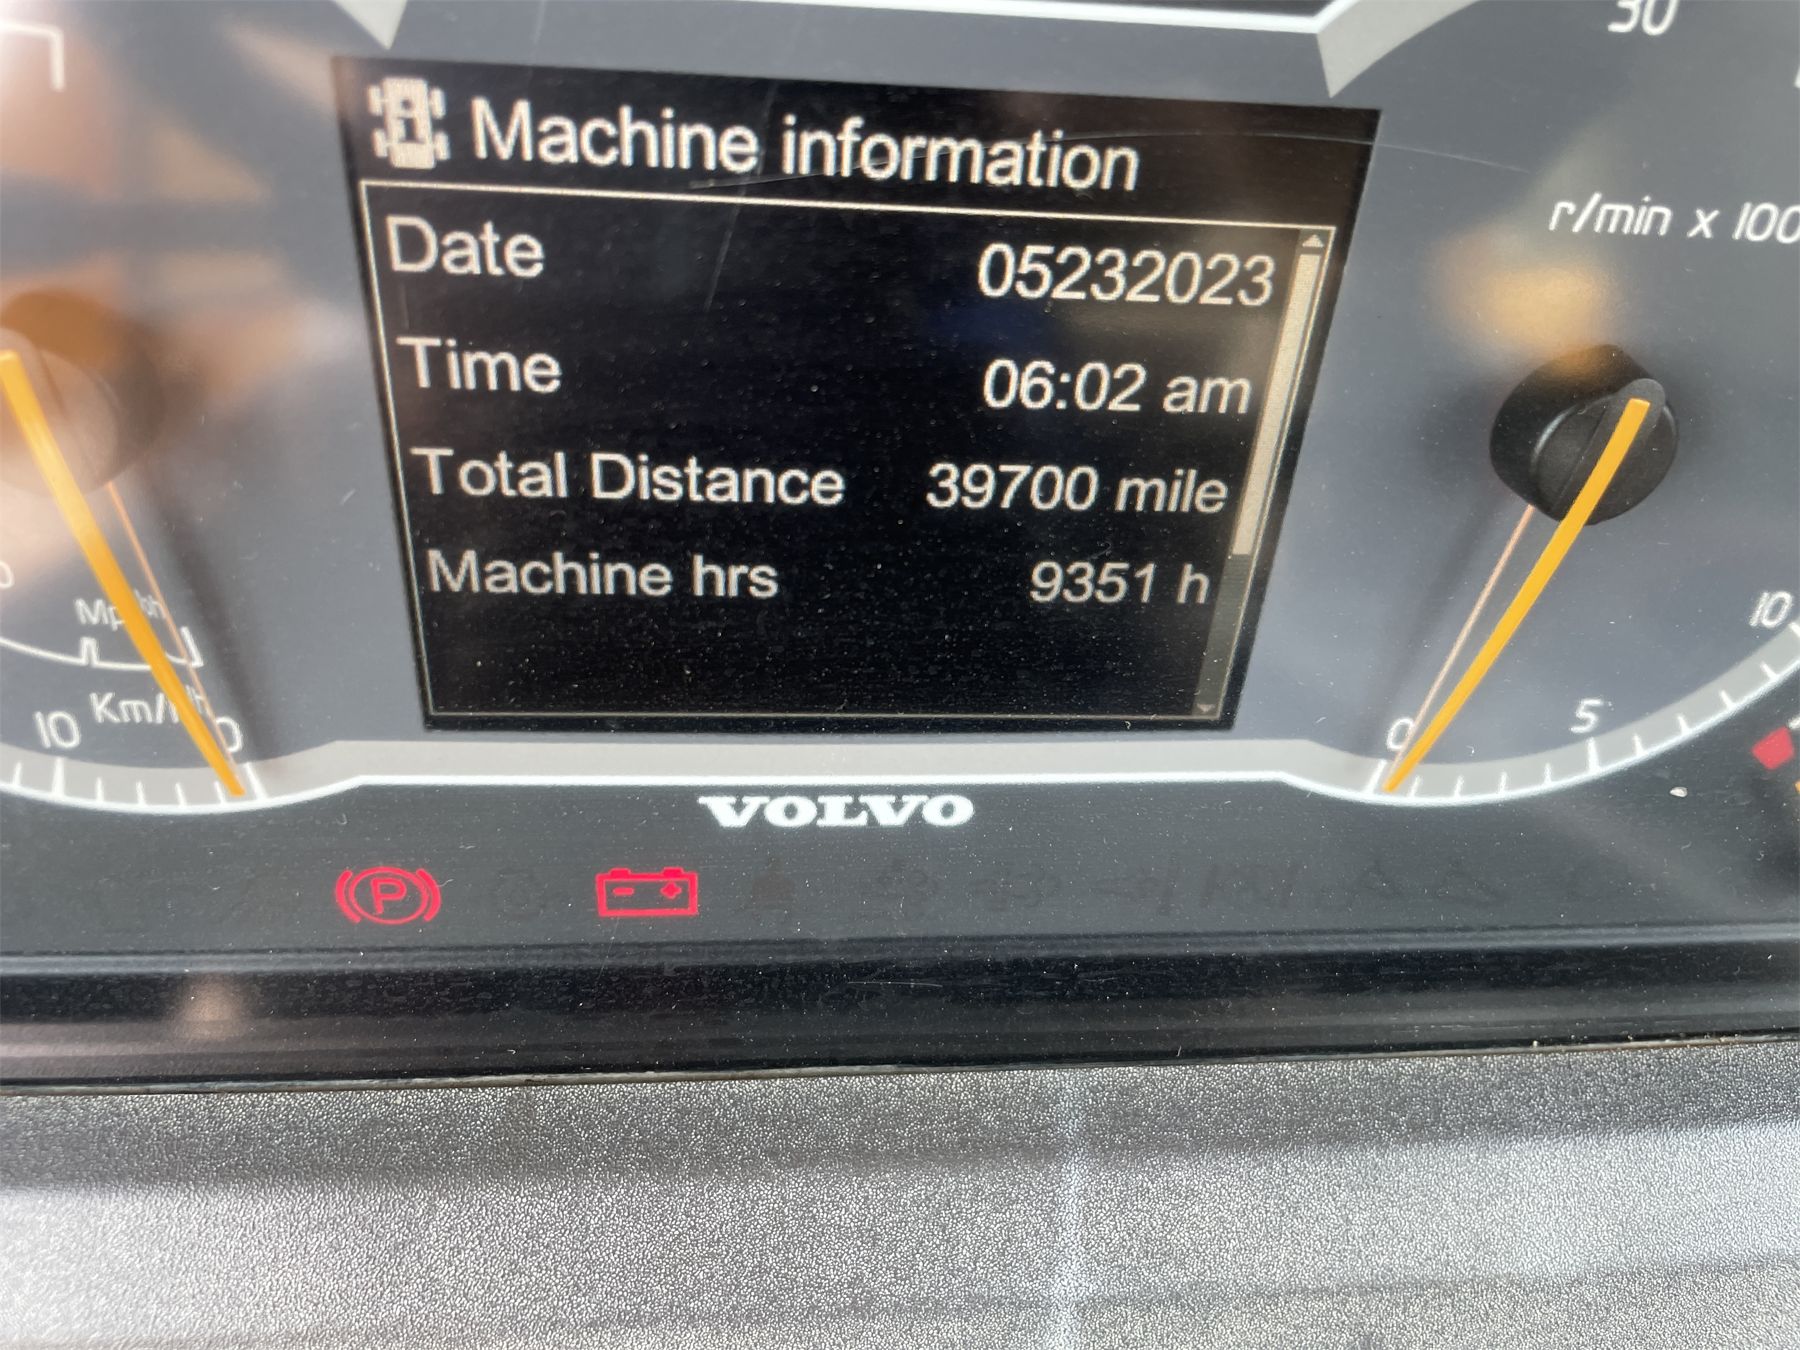 30
Machine information
r/min x 100
Date 05232023
Time 06:02 am
Total Distance 39700 mile
Machine hrs 9351 h
10
Km/h
10
0
0
5
VOLVO
P